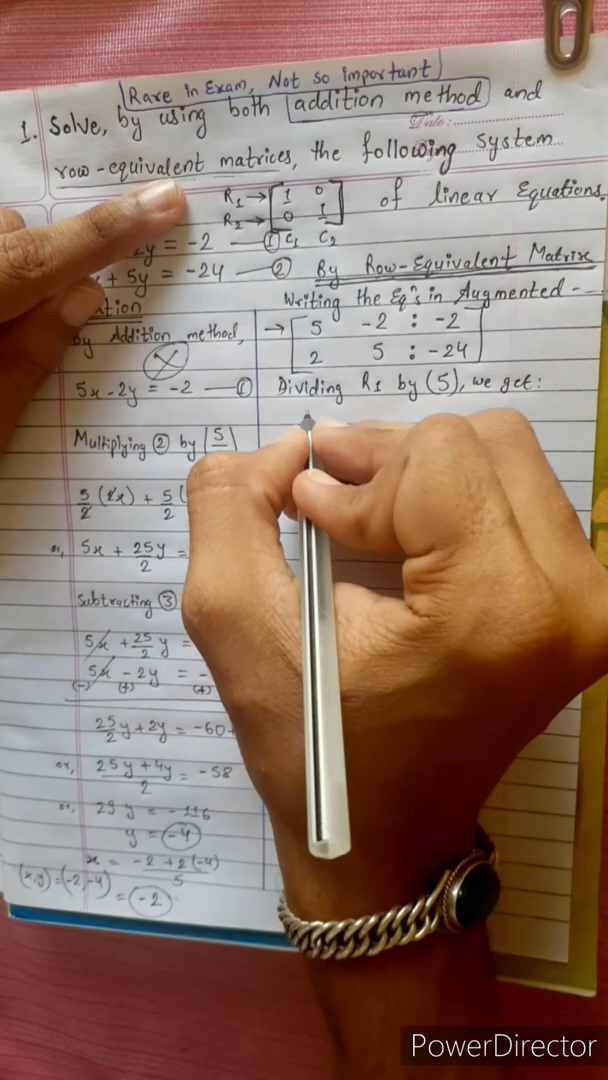 Rare in Exam, Not so important
1. Solve, by using both addition method and
Date:
row-equivalent matrices, the following system
of linear Equations.
R1 → [ 1 0 ]
R2 → [ 0 1 ]
C1 C2
2y = -2 — ①
+ 5y = -24 — ②
By Row-Equivalent Matrix
Writing the Eqⁿs in Augmented -
→ [ 5 -2 : -2 ]
[ 2 5 : -24 ]
Dividing R1 by (5), we get:
by Addition method,
5x - 2y = -2 — ①
Multiplying ② by (5/
5/2 (2x) + 5/2 (
or, 5x + 25y/2 =
Subtracting ③
5x + 25/2 y =
5x - 2y = -
(-) (+) (+)
25/2 y + 2y = -60+
or, 25y + 4y / 2 = -58
or, 29y = -116
y = -4
x = -2 + 2(-4) / 5
= -2
(x,y) = (-2,-4)
PowerDirector